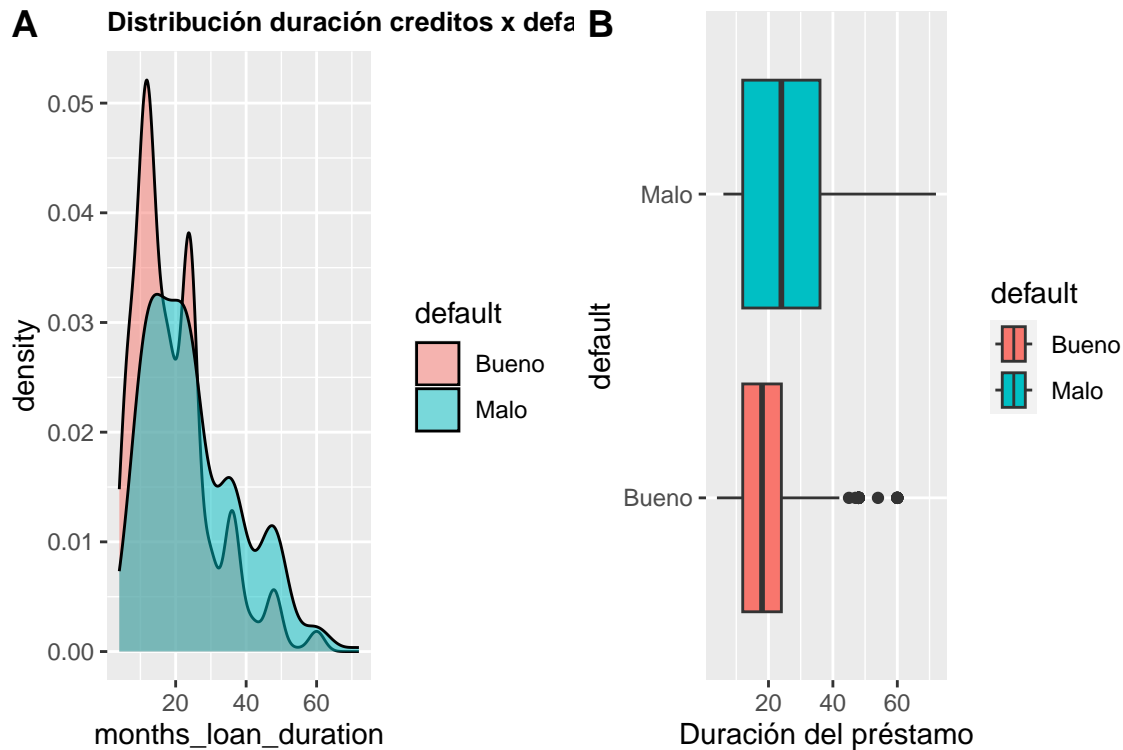 A
Distribución duración creditos x defa
0.05
0.04
0.03
0.02
0.01
0.00
density
20 40 60
months_loan_duration
default
Bueno
Malo
B
Malo
Bueno
default
20 40 60
Duración del préstamo
default
Bueno
Malo